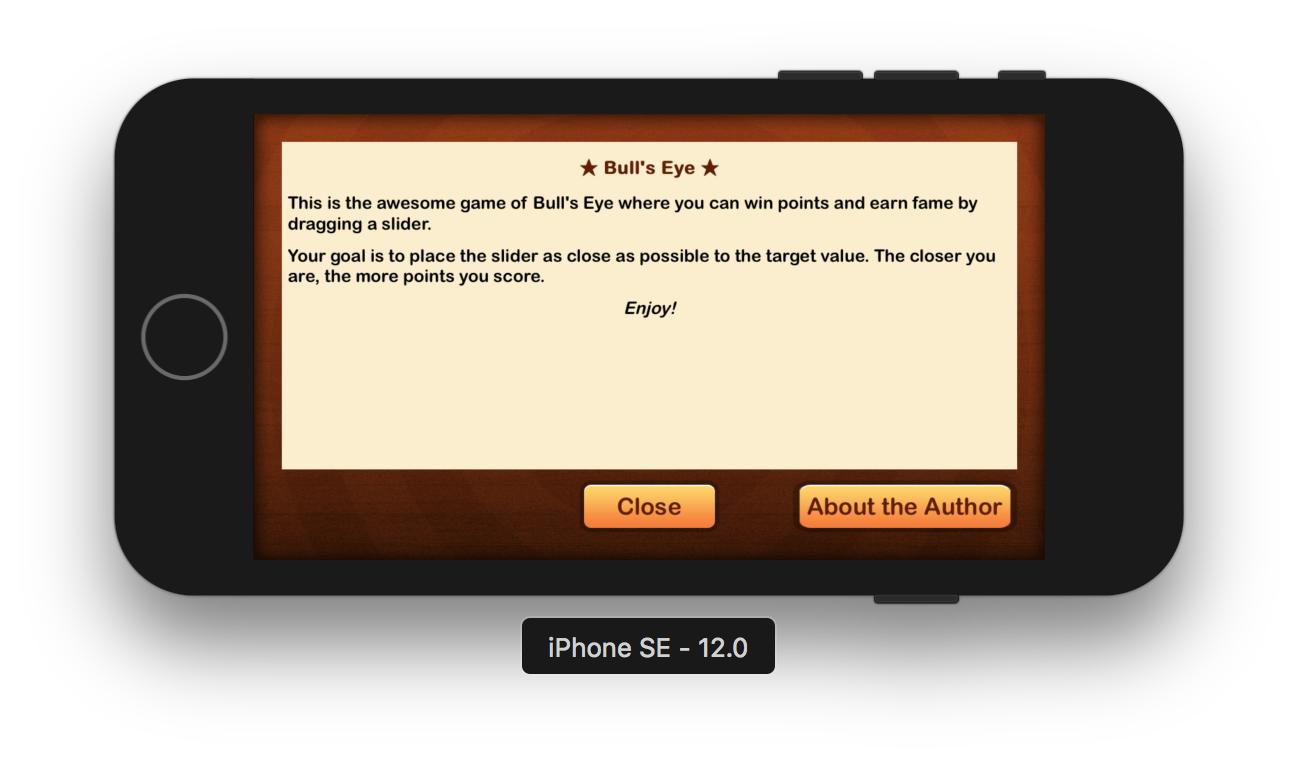 ★ Bull's Eye ★
This is the awesome game of Bull's Eye where you can win points and earn fame by
dragging a slider.
Your goal is to place the slider as close as possible to the target value. The closer you
are, the more points you score.
Enjoy!
Close
About the Author
iPhone SE - 12.0